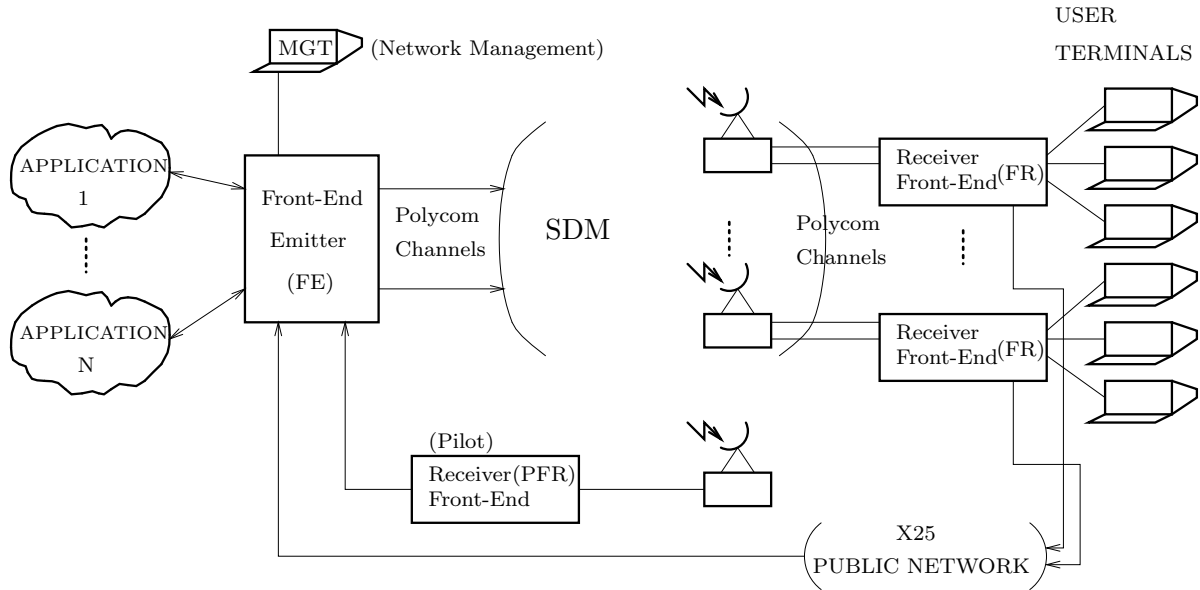 USER
TERMINALS
MGT (Network Management)
APPLICATION
1
Front-End
Emitter
(FE)
Polycom
Channels
SDM
Polycom
Channels
Receiver
Front-End (FR)
APPLICATION
N
Receiver
Front-End (FR)
(Pilot)
Receiver (PFR)
Front-End
X25
PUBLIC NETWORK